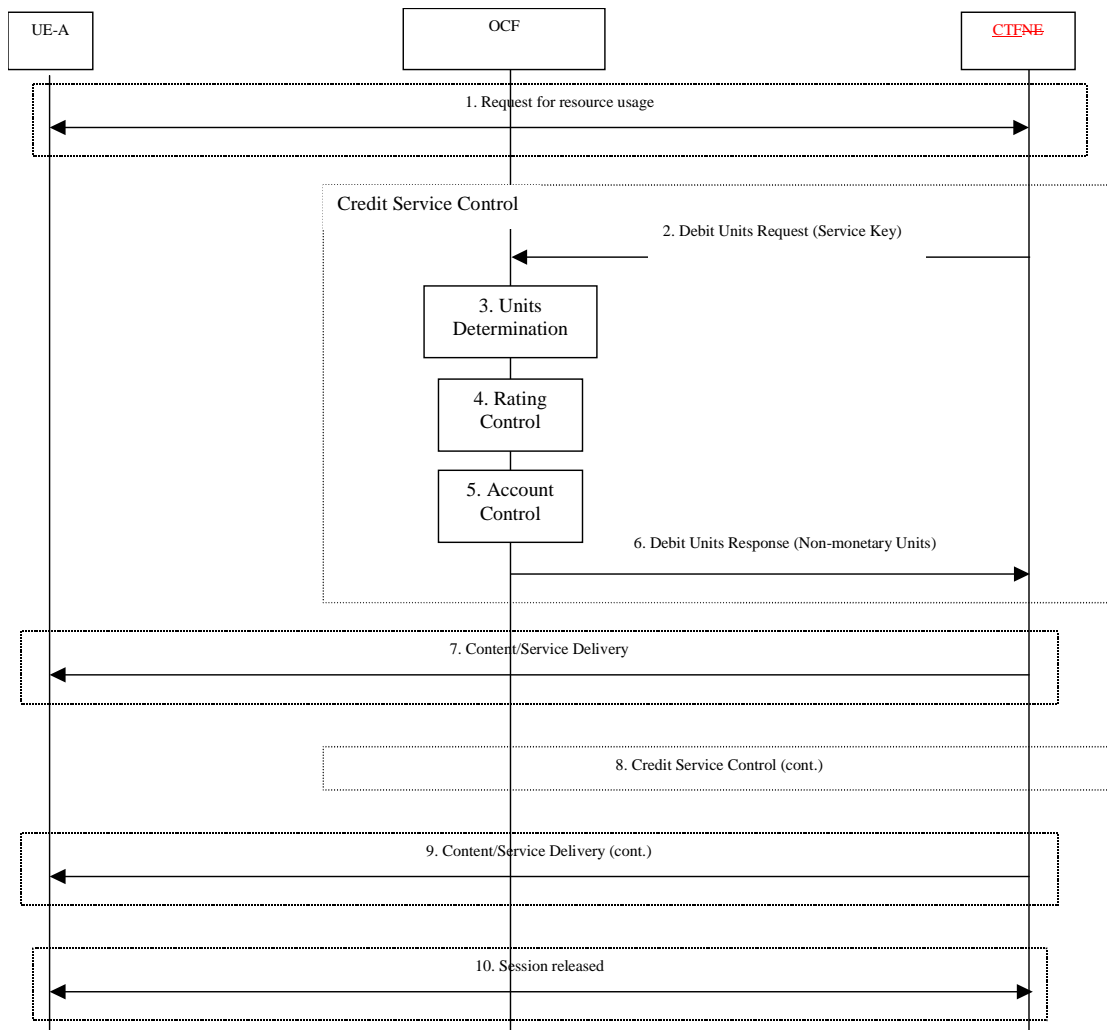 UE-A
OCF
CTFNE
1. Request for resource usage
Credit Service Control
2. Debit Units Request (Service Key)
3. Units
Determination
4. Rating
Control
5. Account
Control
6. Debit Units Response (Non-monetary Units)
7. Content/Service Delivery
8. Credit Service Control (cont.)
9. Content/Service Delivery (cont.)
10. Session released